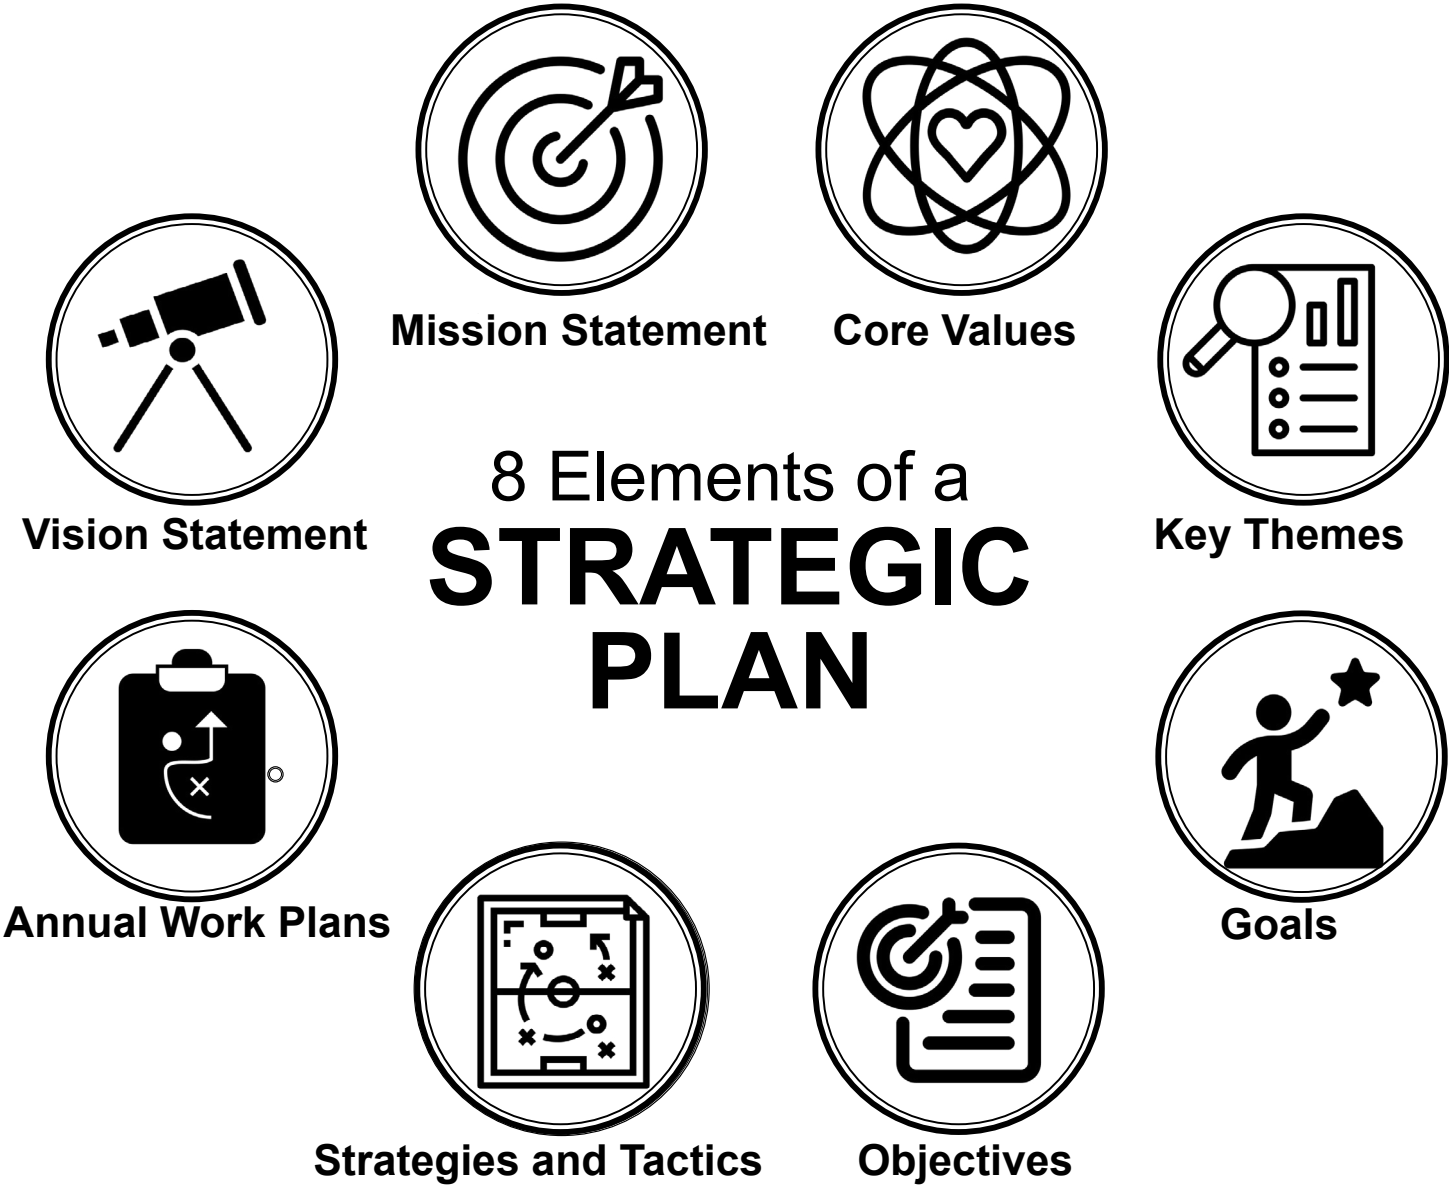 Mission Statement
Core Values
Vision Statement
Key Themes
8 Elements of a
STRATEGIC
PLAN
Annual Work Plans
Goals
Strategies and Tactics
Objectives